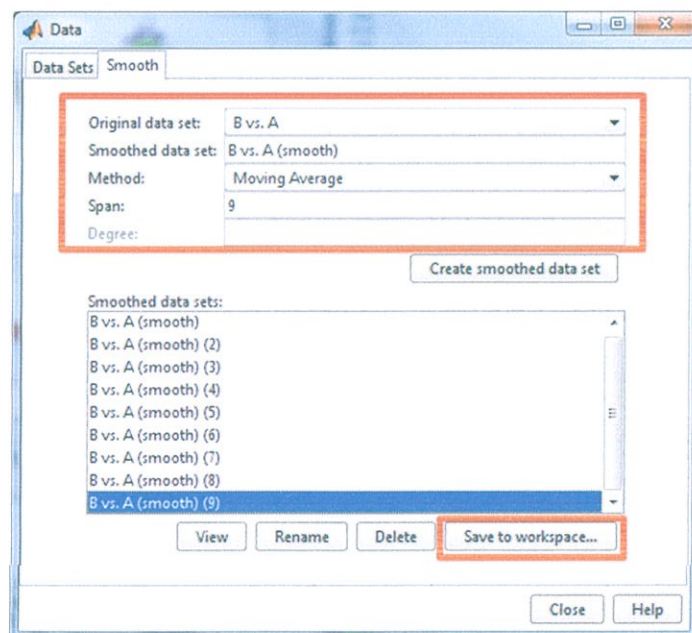 Data
Data Sets Smooth
Original data set: B vs. A
Smoothed data set: B vs. A (smooth)
Method: Moving Average
Span: 9
Degree:
Create smoothed data set
Smoothed data sets:
B vs. A (smooth)
B vs. A (smooth) (2)
B vs. A (smooth) (3)
B vs. A (smooth) (4)
B vs. A (smooth) (5)
B vs. A (smooth) (6)
B vs. A (smooth) (7)
B vs. A (smooth) (8)
B vs. A (smooth) (9)
View Rename Delete Save to workspace...
Close Help